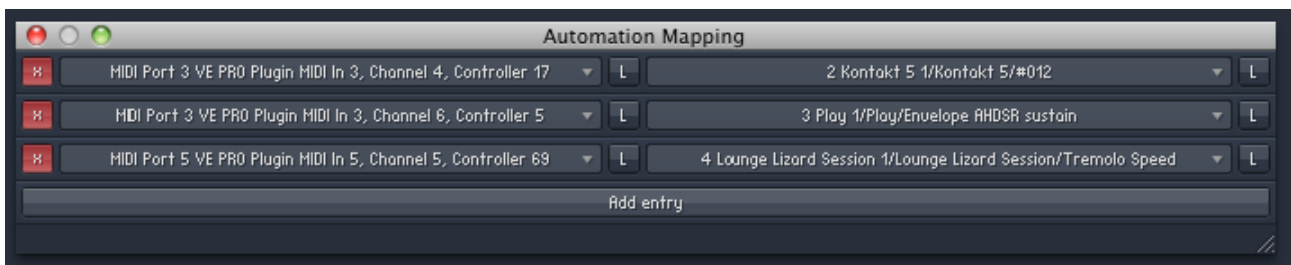 Automation Mapping
x MIDI Port 3 VE PRO Plugin MIDI In 3, Channel 4, Controller 17 L 2 Kontakt 5 1/Kontakt 5/#012 L
x MIDI Port 3 VE PRO Plugin MIDI In 3, Channel 6, Controller 5 L 3 Play 1/Play/Envelope AHDSR sustain L
x MIDI Port 5 VE PRO Plugin MIDI In 5, Channel 5, Controller 69 L 4 Lounge Lizard Session 1/Lounge Lizard Session/Tremolo Speed L
Add entry